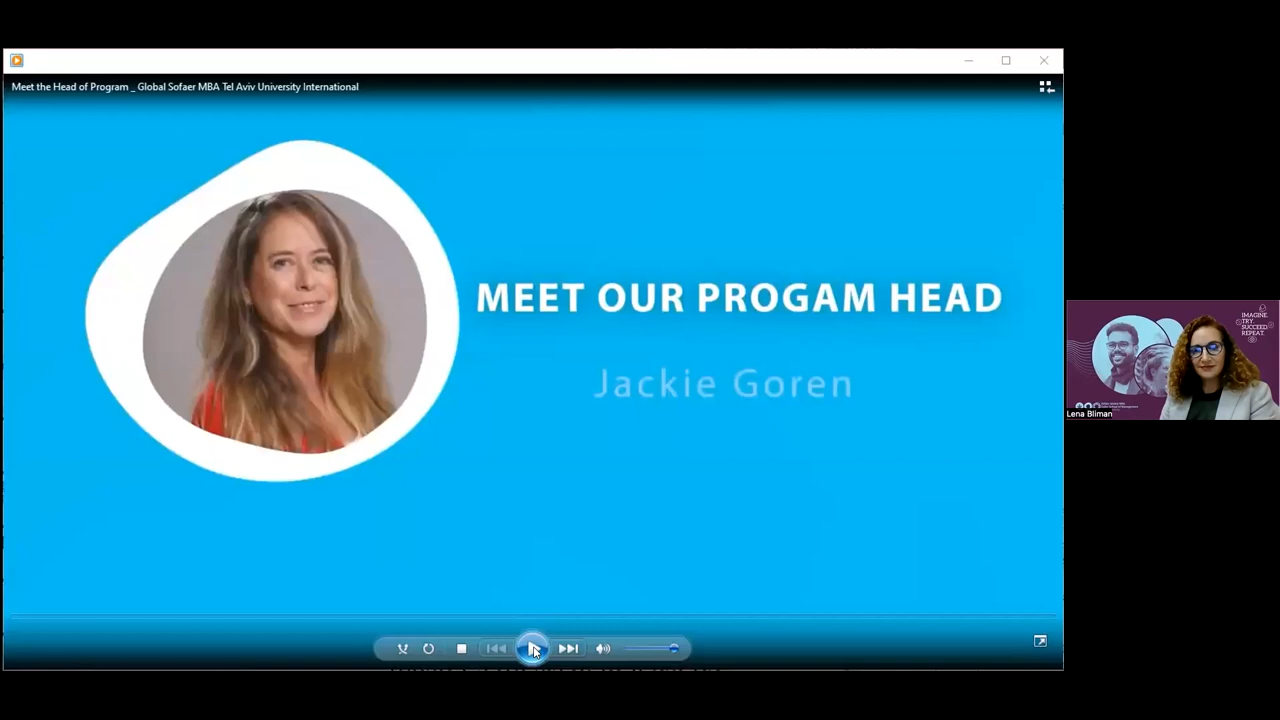 Meet the Head of Program _ Global Sofaer MBA Tel Aviv University International
MEET OUR PROGAM HEAD
Jackie Goren
IMAGINE.
TRY.
SUCCEED.
REPEAT.
Lena Bliman